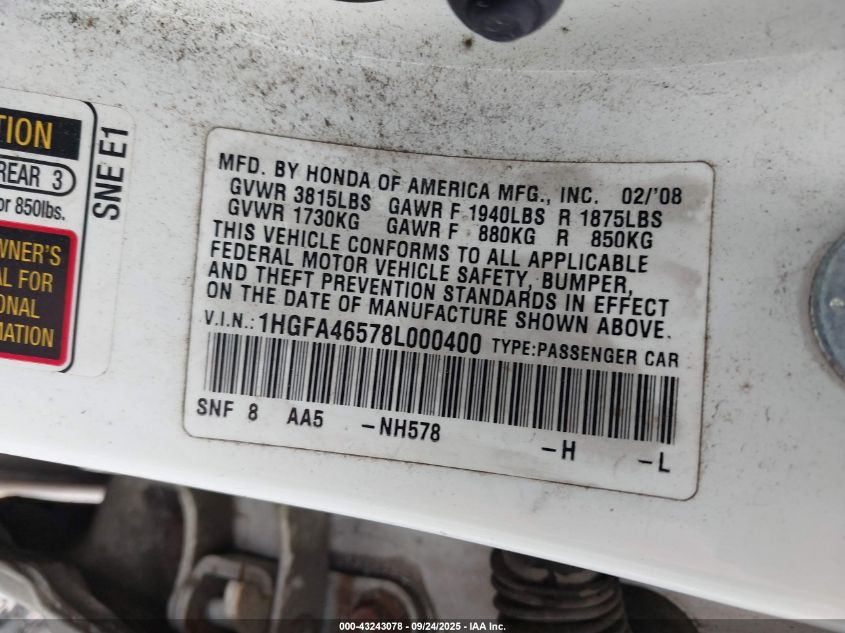 TION
REAR 3
or 850lbs.
WNER'S
AL FOR
ONAL
MATION
SNE E1
MFD. BY HONDA OF AMERICA MFG., INC. 02/'08
GVWR 3815LBS GAWR F 1940LBS R 1875LBS
GVWR 1730KG GAWR F 880KG R 850KG
THIS VEHICLE CONFORMS TO ALL APPLICABLE
FEDERAL MOTOR VEHICLE SAFETY, BUMPER,
AND THEFT PREVENTION STANDARDS IN EFFECT
ON THE DATE OF MANUFACTURE SHOWN ABOVE.
V.I.N.: 1HGFA46578L000400 TYPE:PASSENGER CAR
SNF 8 AA5 -NH578 -H -L
000-43243078 - 09/24/2025 - IAA Inc.